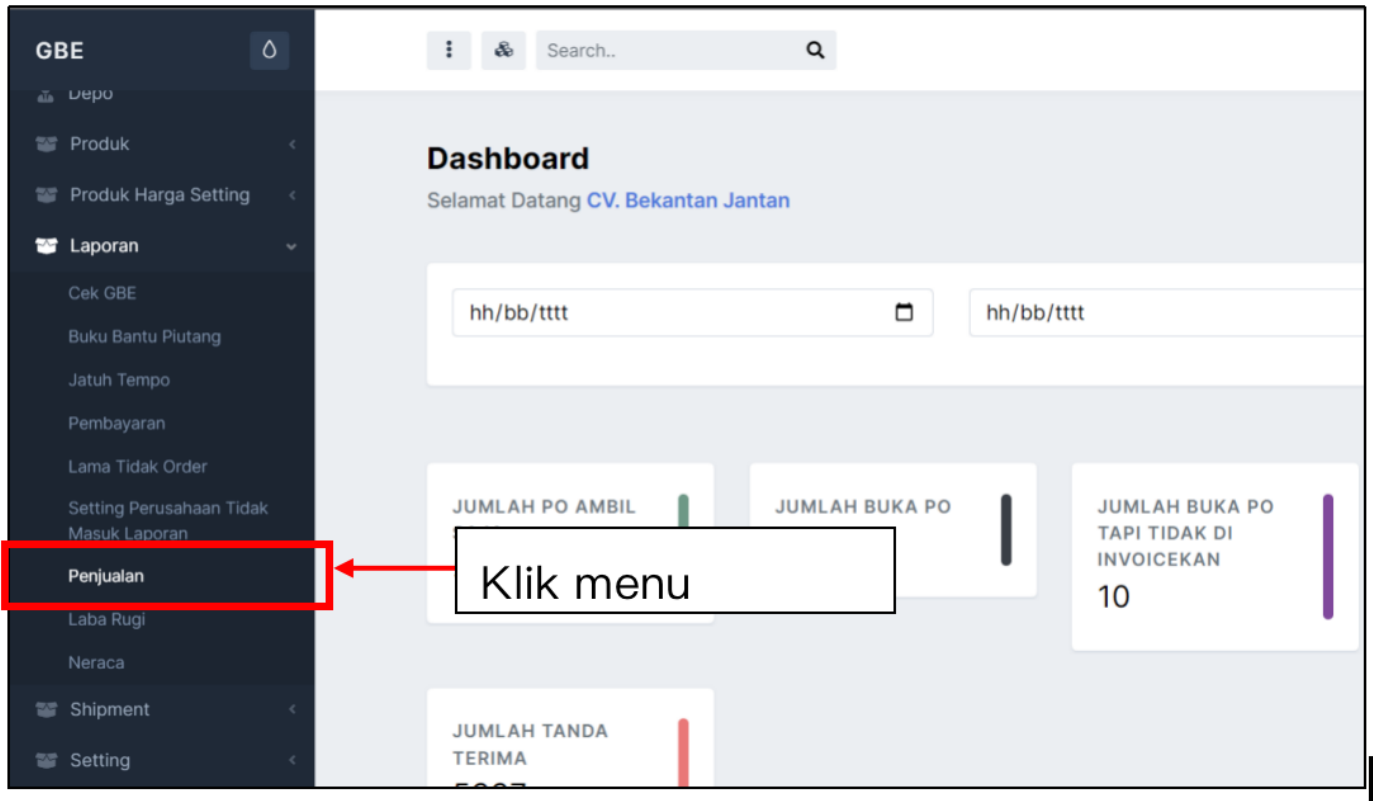 GBE
Search..
Depo
Produk
Produk Harga Setting
Laporan
Cek GBE
Buku Bantu Piutang
Jatuh Tempo
Pembayaran
Lama Tidak Order
Setting Perusahaan Tidak
Masuk Laporan
Penjualan
Laba Rugi
Neraca
Shipment
Setting
Dashboard
Selamat Datang CV. Bekantan Jantan
hh/bb/tttt
hh/bb/tttt
JUMLAH PO AMBIL
JUMLAH BUKA PO
JUMLAH BUKA PO
TAPI TIDAK DI
INVOICEKAN
10
Klik menu
JUMLAH TANDA
TERIMA